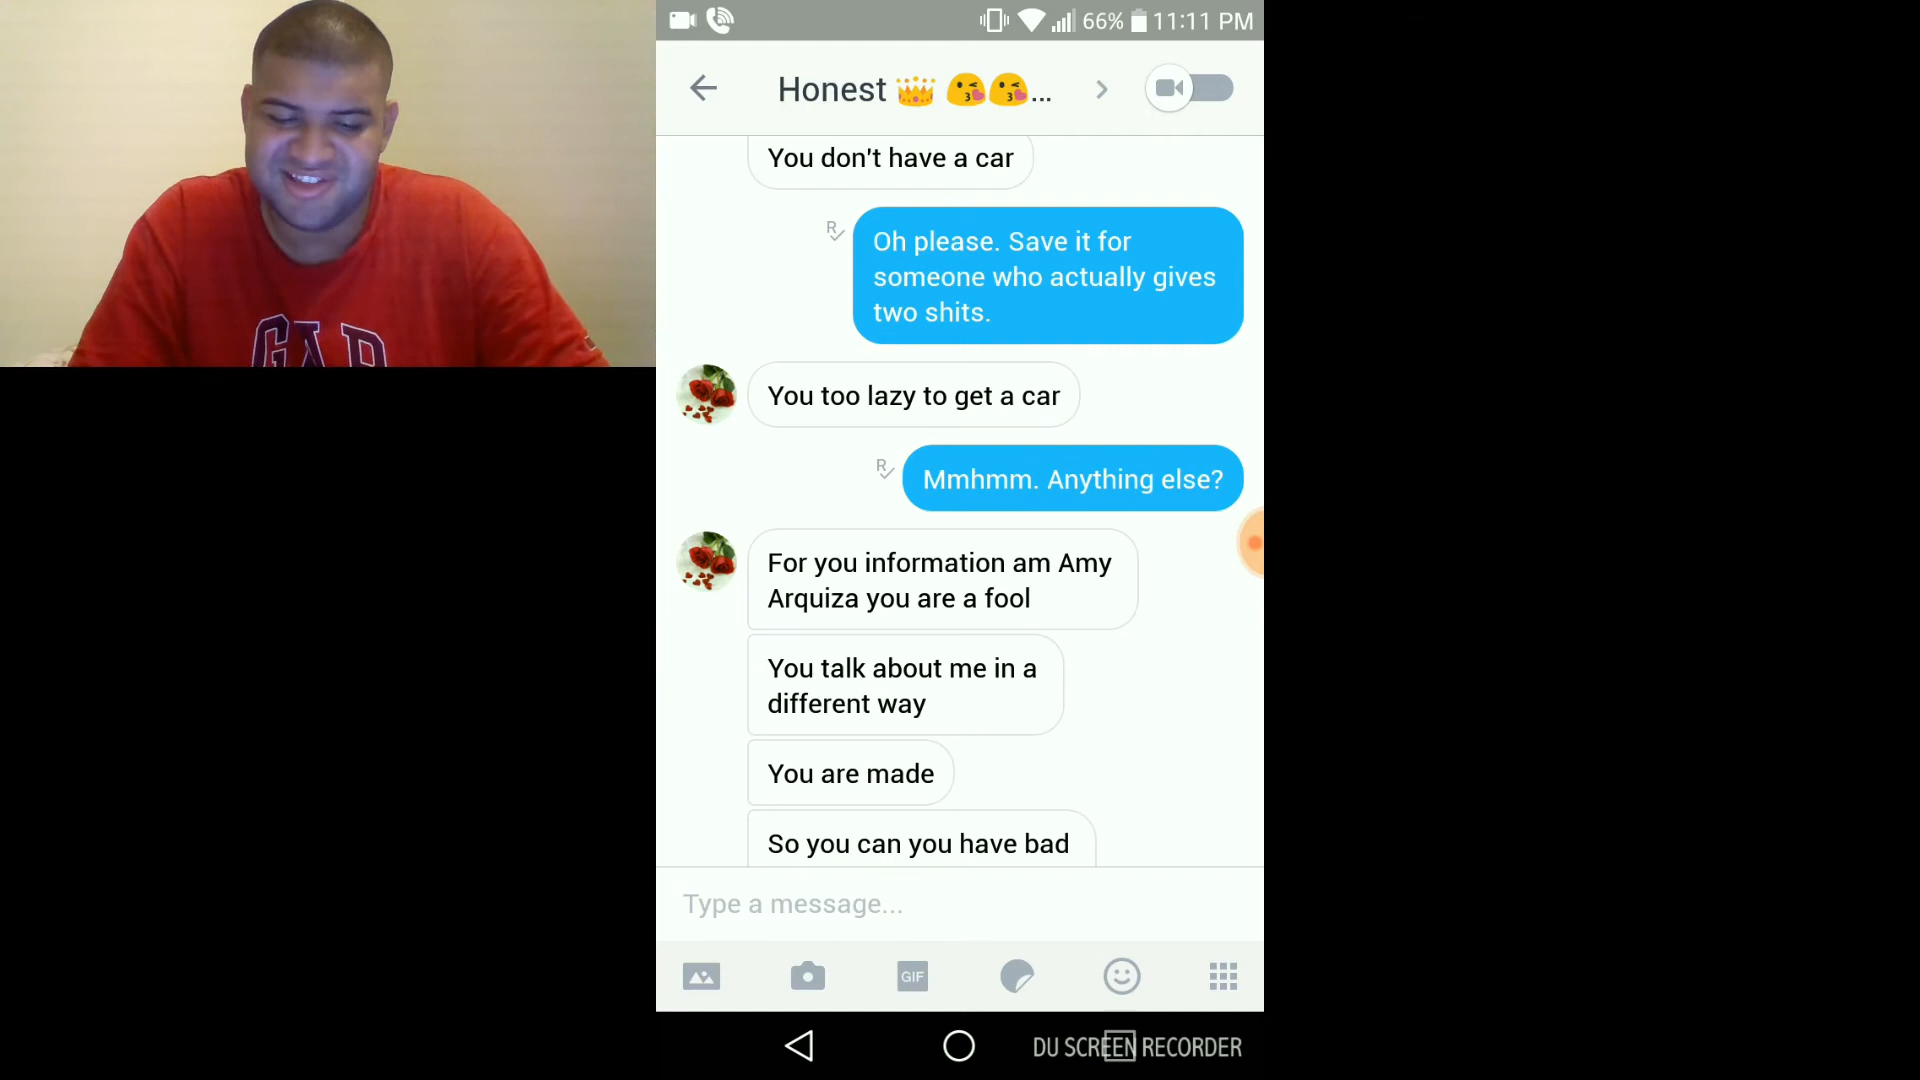 66% 11:11 PM
Honest 👑 😘😘...
You don't have a car
Oh please. Save it for
someone who actually gives
two shits.
You too lazy to get a car
Mmhmm. Anything else?
For you information am Amy
Arquiza you are a fool
You talk about me in a
different way
You are made
So you can you have bad
Type a message...
GIF
DU SCREEN RECORDER
GAP
R
R